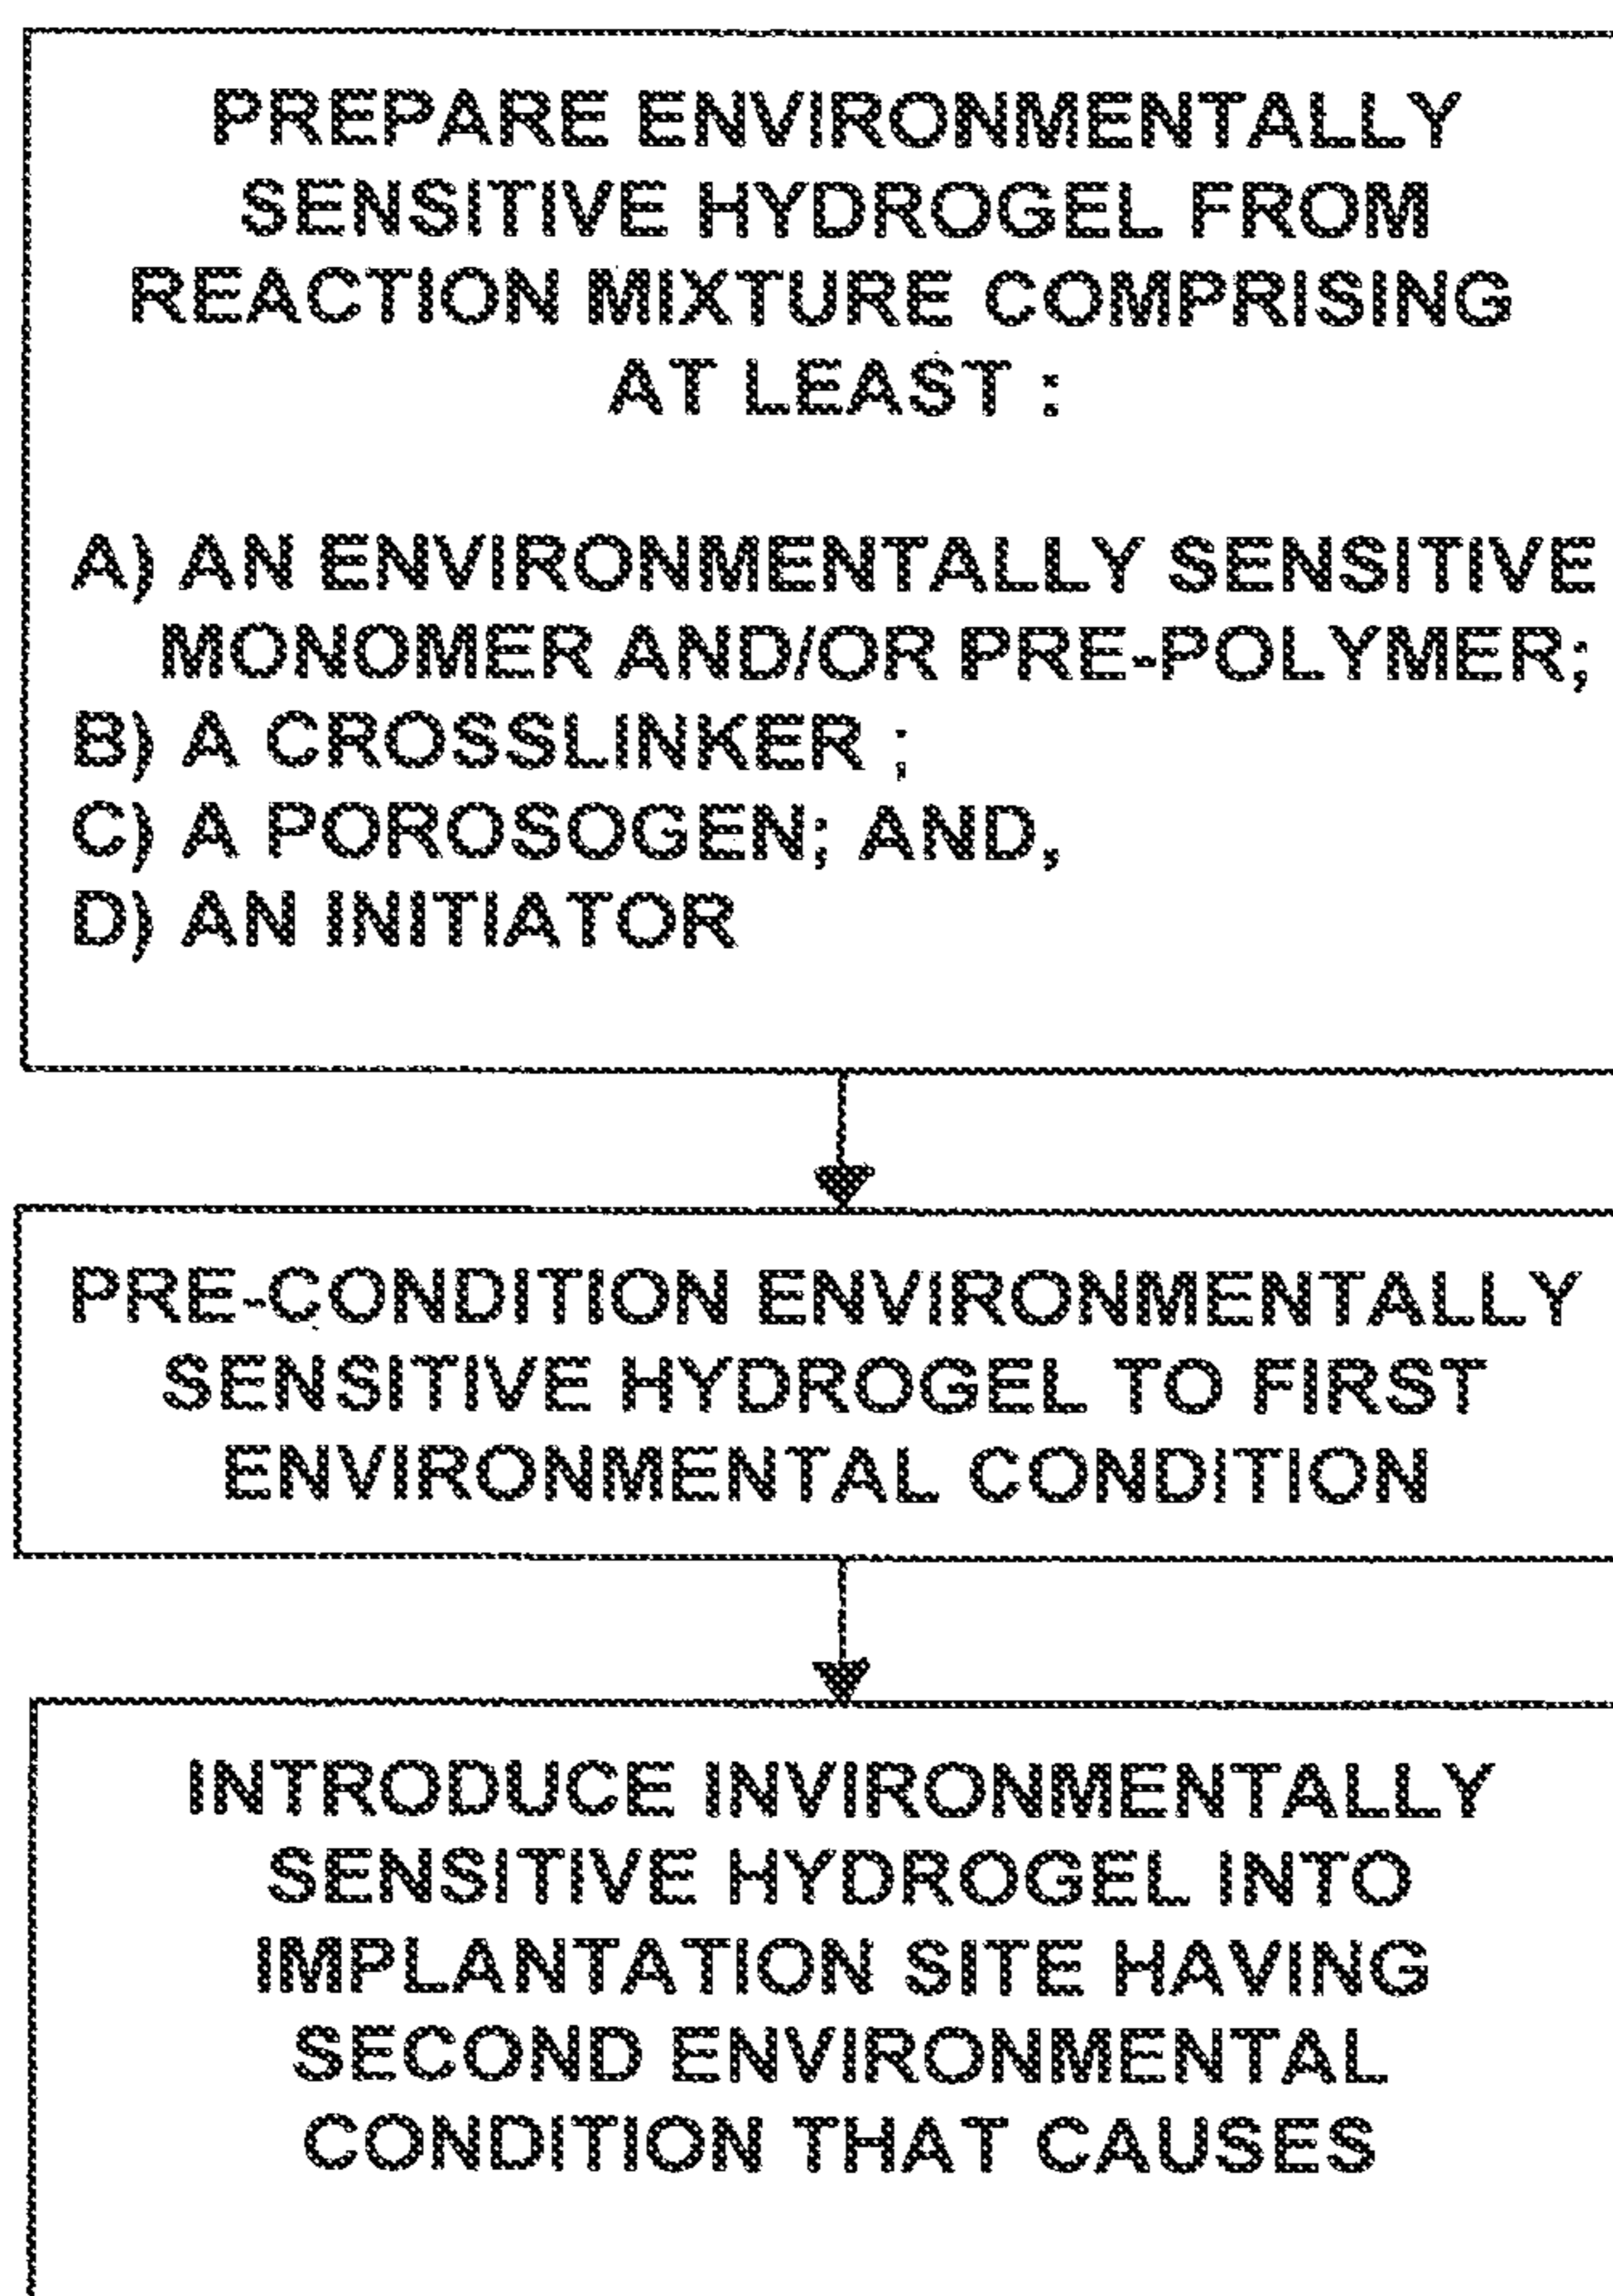 PREPARE ENVIRONMENTALLY
SENSITIVE HYDROGEL FROM
REACTION MIXTURE COMPRISING
AT LEAST :
A) AN ENVIRONMENTALLY SENSITIVE
MONOMER AND/OR PRE-POLYMER;
B) A CROSSLINKER ;
C) A POROSOGEN; AND,
D) AN INITIATOR
PRE-CONDITION ENVIRONMENTALLY
SENSITIVE HYDROGEL TO FIRST
ENVIRONMENTAL CONDITION
INTRODUCE INVIRONMENTALLY
SENSITIVE HYDROGEL INTO
IMPLANTATION SITE HAVING
SECOND ENVIRONMENTAL
CONDITION THAT CAUSES